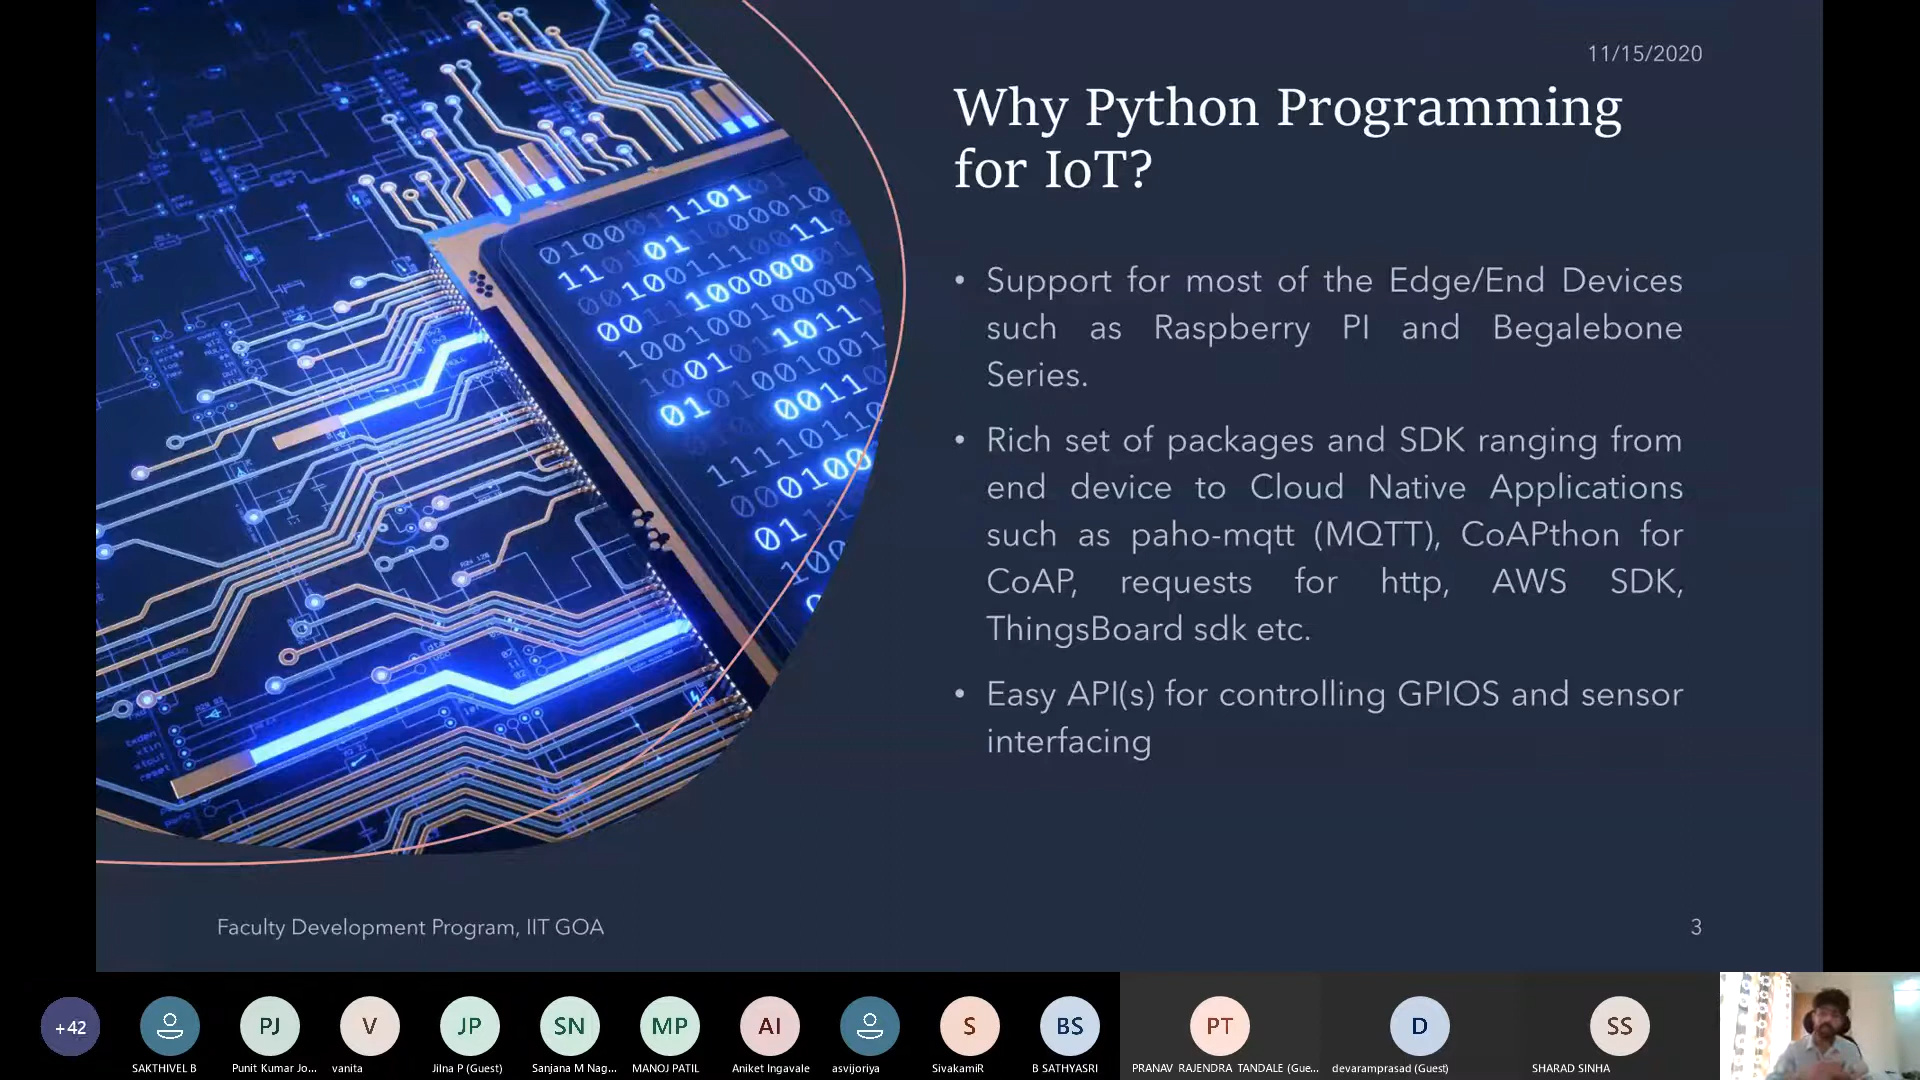 11/15/2020
Why Python Programming
for IoT?
• Support for most of the Edge/End Devices
such as Raspberry PI and Begalebone
Series.
• Rich set of packages and SDK ranging from
end device to Cloud Native Applications
such as paho-mqtt (MQTT), CoAPthon for
CoAP, requests for http, AWS SDK,
ThingsBoard sdk etc.
• Easy API(s) for controlling GPIOS and sensor
interfacing
Faculty Development Program, IIT GOA
3
+42
PJ
V
JP
SN
MP
AI
S
BS
PT
D
SS
SAKTHIVEL B
Punit Kumar Jo...
vanita
Jilna P (Guest)
Sanjana M Nag...
MANOJ PATIL
Aniket Ingavale
asvijoriya
SivakamiR
B SATHYASRI
PRANAV RAJENDRA TANDALE (Gue...
devaramprasad (Guest)
SHARAD SINHA